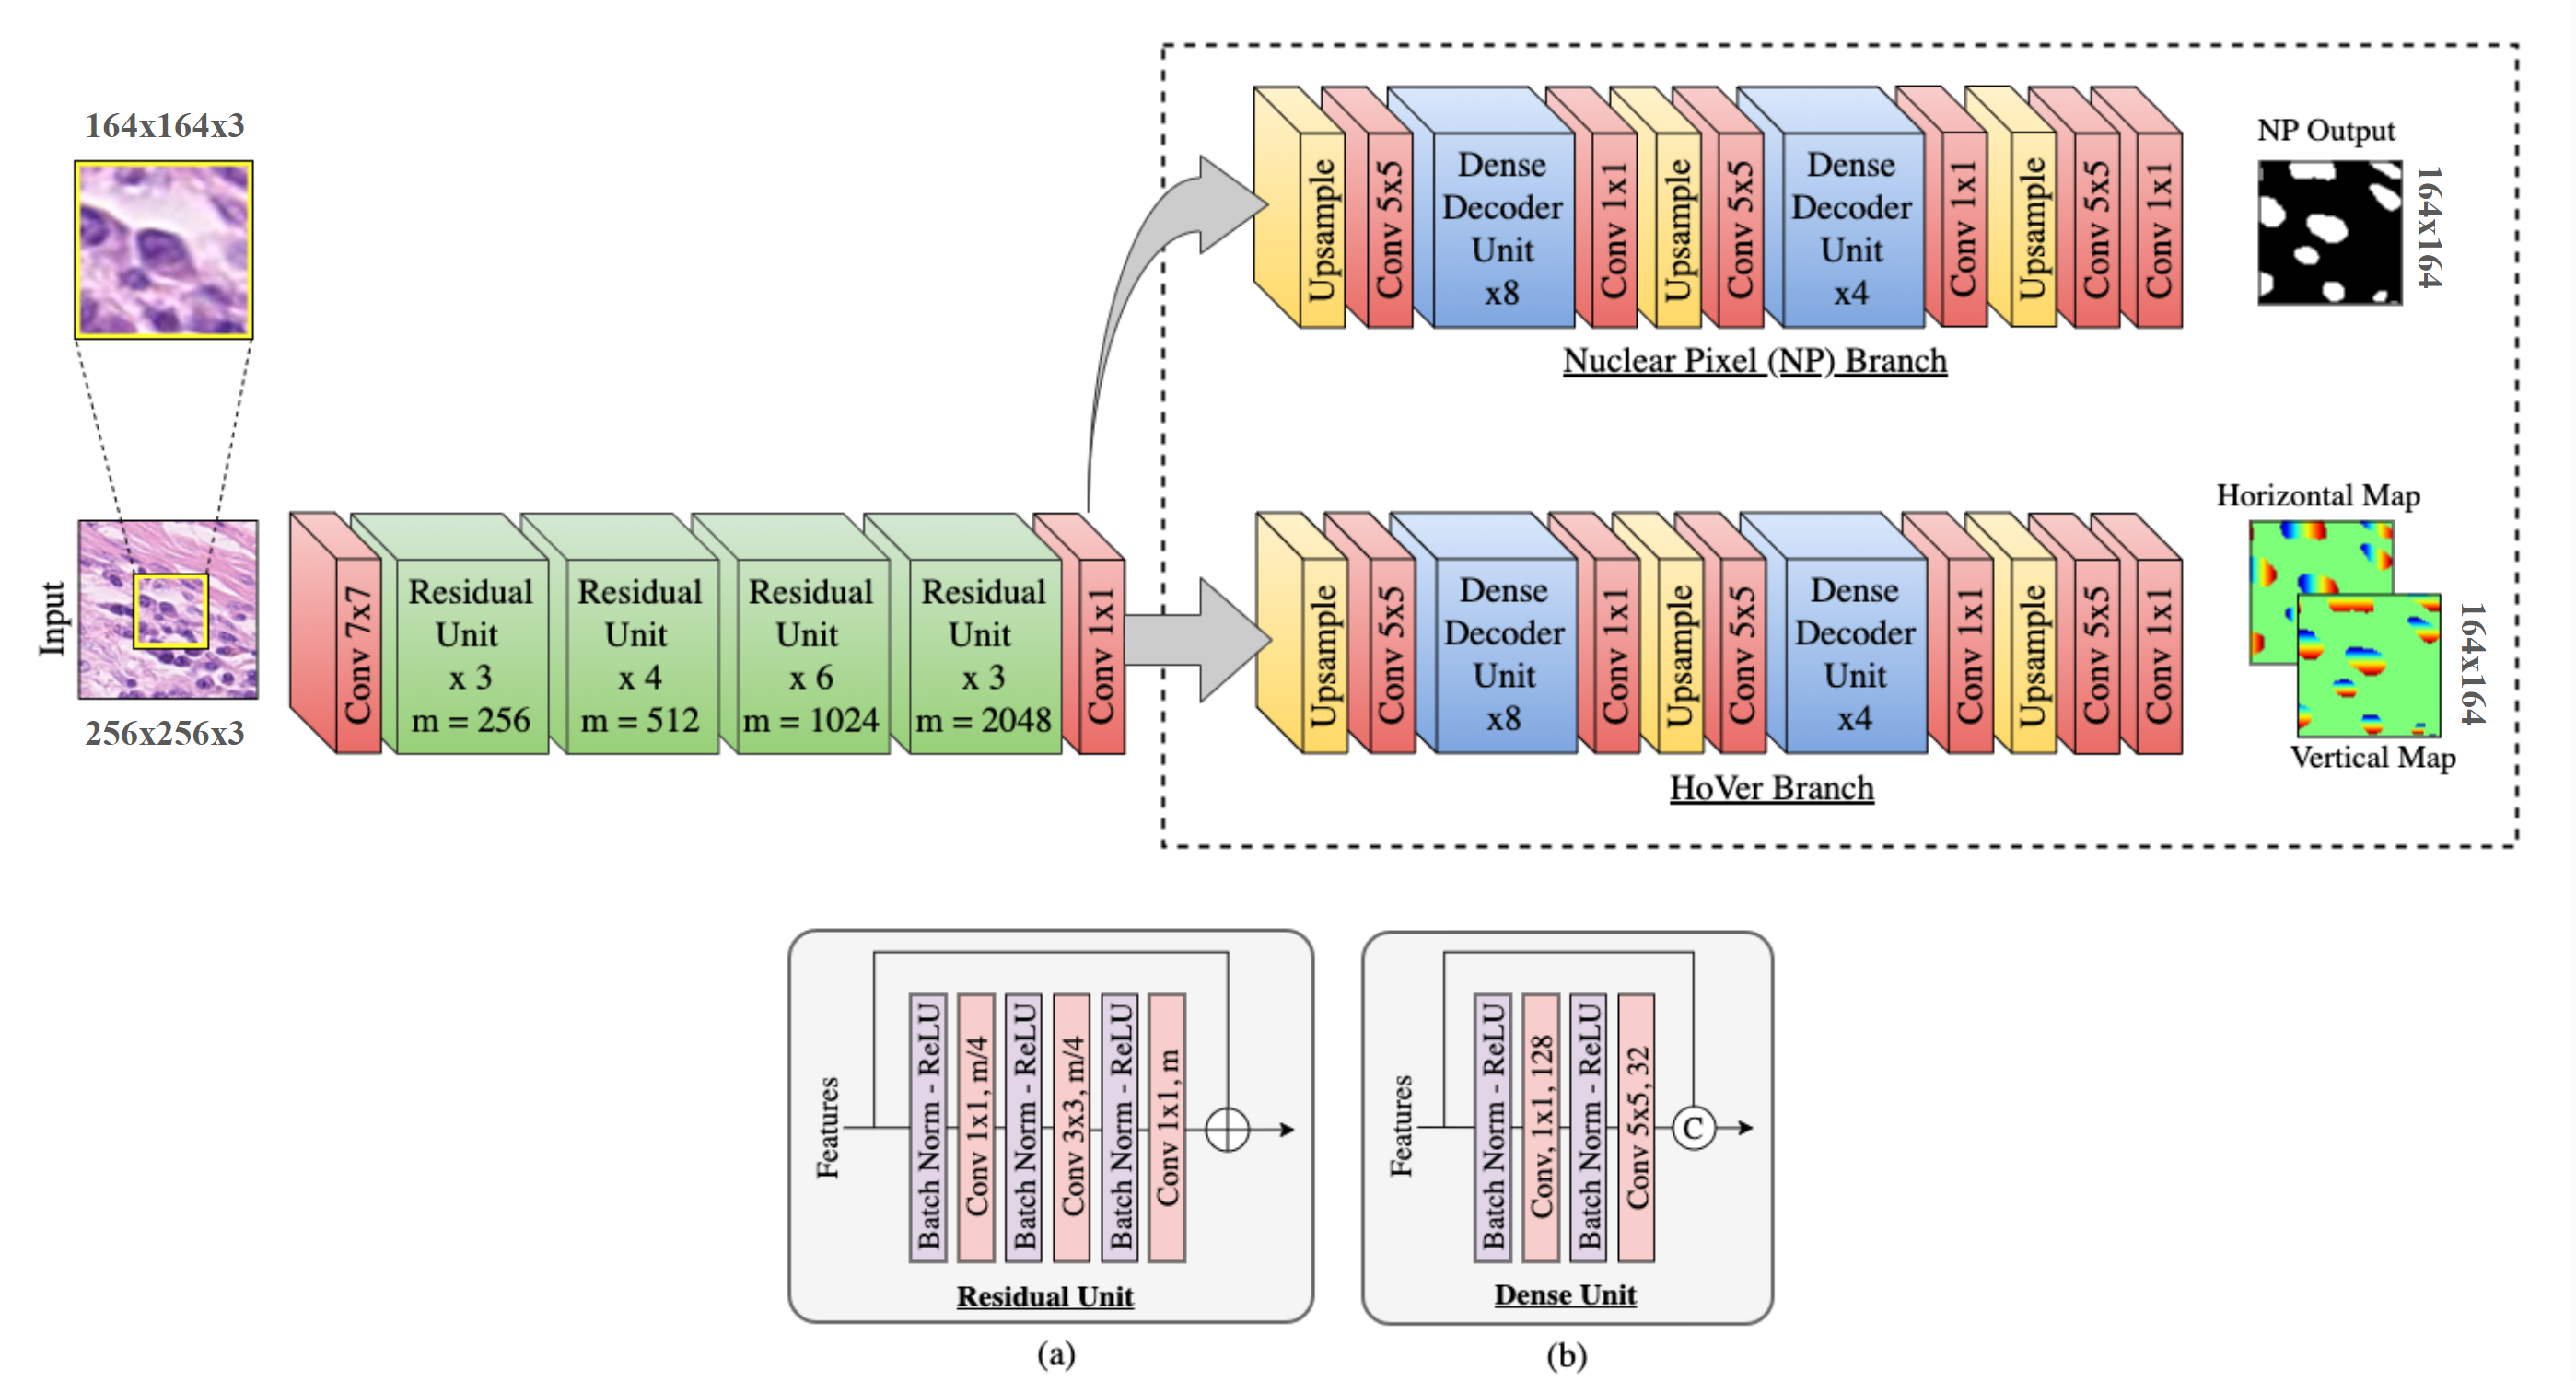 164x164x3
Input
256x256x3
Conv 7x7
Residual
Unit
x 3
m = 256
Residual
Unit
x 4
m = 512
Residual
Unit
x 6
m = 1024
Residual
Unit
x 3
m = 2048
Conv 1x1
Upsample
Conv 5x5
Dense
Decoder
Unit
x8
Conv 1x1
Upsample
Conv 5x5
Dense
Decoder
Unit
x4
Conv 1x1
Upsample
Conv 5x5
Conv 1x1
Nuclear Pixel (NP) Branch
NP Output
164x164
Upsample
Conv 5x5
Dense
Decoder
Unit
x8
Conv 1x1
Upsample
Conv 5x5
Dense
Decoder
Unit
x4
Conv 1x1
Upsample
Conv 5x5
Conv 1x1
HoVer Branch
Horizontal Map
164x164
Vertical Map
Features
Batch Norm - ReLU
Conv 1x1, m/4
Batch Norm - ReLU
Conv 3x3, m/4
Batch Norm - ReLU
Conv 1x1, m
Residual Unit
(a)
Features
Batch Norm - ReLU
Conv, 1x1, 128
Batch Norm - ReLU
Conv 5x5, 32
C
Dense Unit
(b)